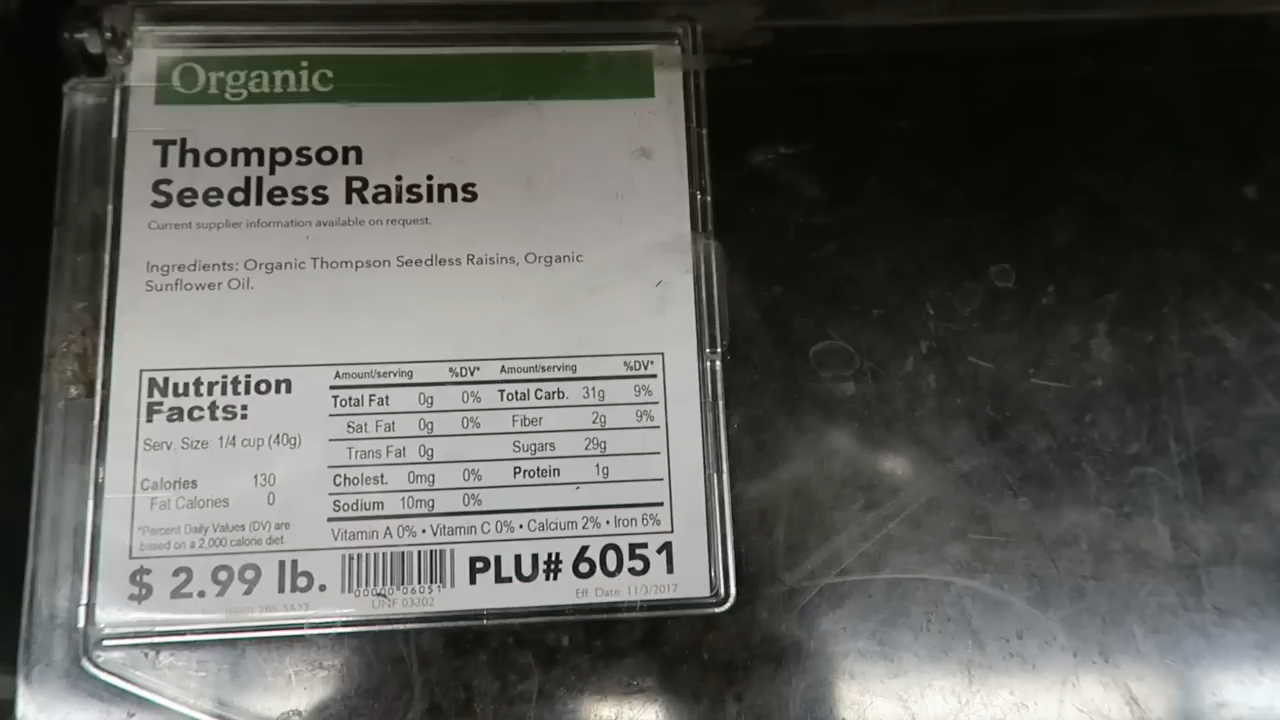 Organic
Thompson
Seedless Raisins
Current supplier information available on request.
Ingredients: Organic Thompson Seedless Raisins, Organic
Sunflower Oil.
Nutrition
Facts:
Serv. Size: 1/4 cup (40g)
Calories 130
Fat Calories 0
*Percent Daily Values (DV) are
based on a 2,000 calorie diet
Amount/serving %DV* Amount/serving %DV*
Total Fat 0g 0% Total Carb. 31g 9%
Sat. Fat 0g 0% Fiber 2g 9%
Trans Fat 0g Sugars 29g
Cholest. 0mg 0% Protein 1g
Sodium 10mg 0%
Vitamin A 0% • Vitamin C 0% • Calcium 2% • Iron 6%
$ 2.99 lb. PLU# 6051
00000 06051
UNF 03302
Eff. Date: 11/3/2017